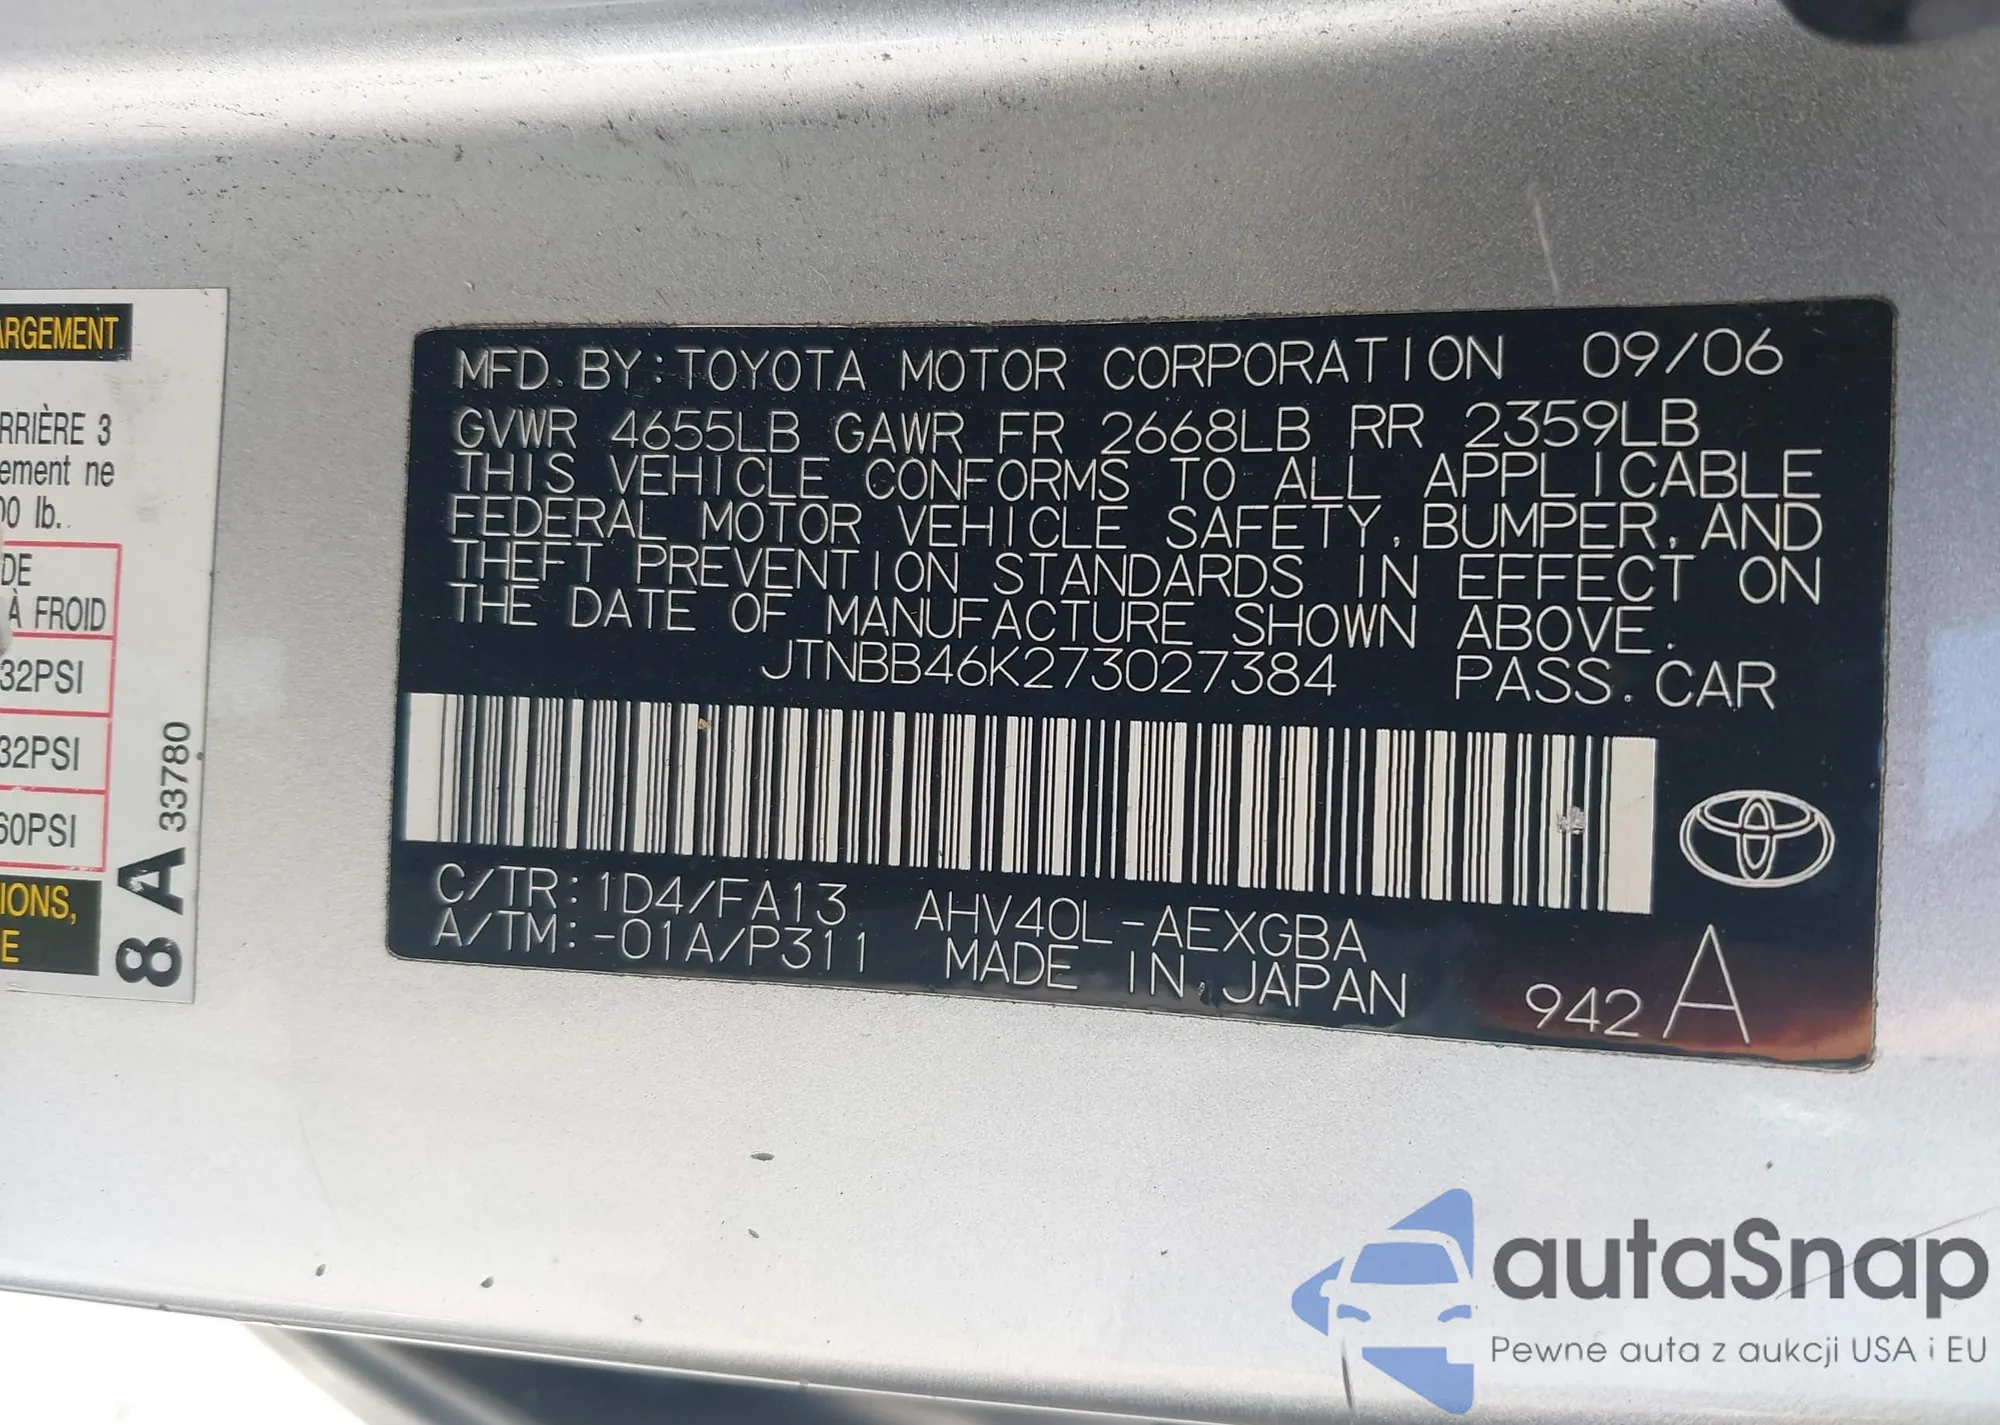 ARGEMENT
RRIÈRE 3
ement ne
00 lb.
DE
À FROID
32PSI
32PSI
60PSI
IONS,
E
8 A 33780
MFD. BY: TOYOTA MOTOR CORPORATION 09/06
GVWR 4655LB GAWR FR 2668LB RR 2359LB
THIS VEHICLE CONFORMS TO ALL APPLICABLE
FEDERAL MOTOR VEHICLE SAFETY, BUMPER, AND
THEFT PREVENTION STANDARDS IN EFFECT ON
THE DATE OF MANUFACTURE SHOWN ABOVE.
JTNBB46K273027384 PASS. CAR
C/TR: 1D4/FA13 AHV40L-AEXGBA
A/TM: -01A/P311 MADE IN JAPAN
942 A
autaSnap
Pewne auta z aukcji USA i EU